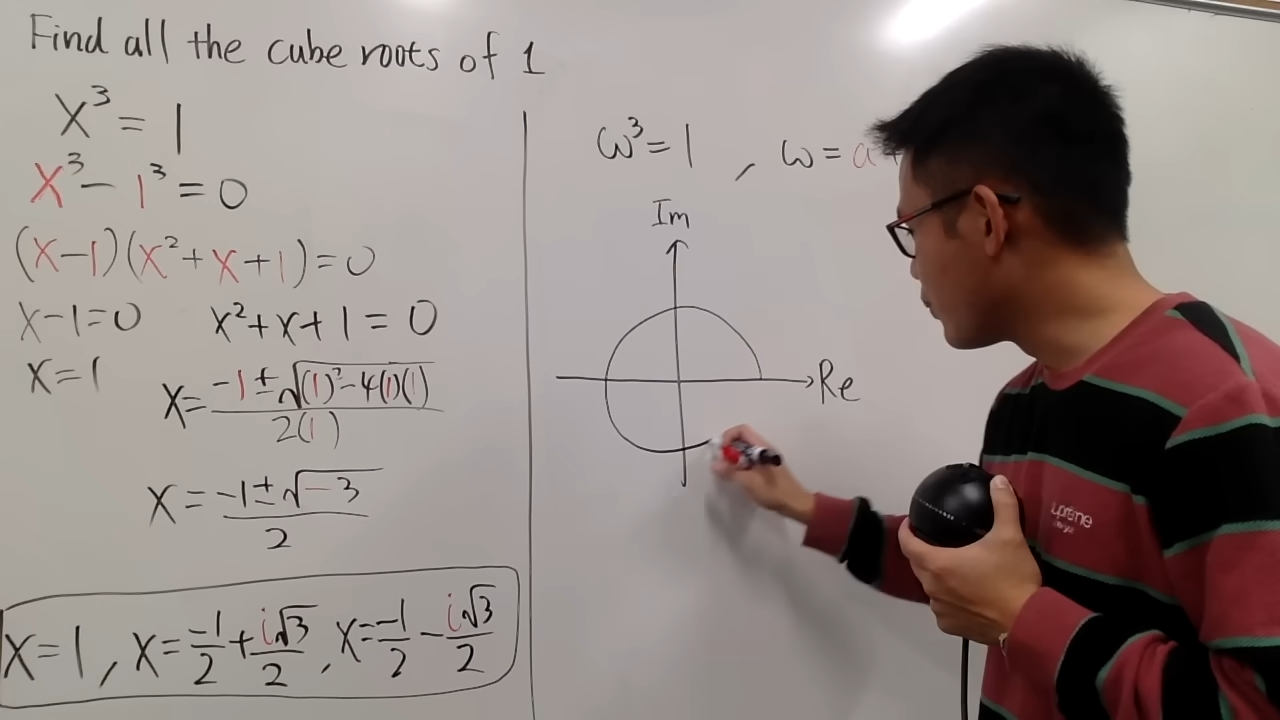 Find all the cube roots of 1
x³ = 1
x³ - 1³ = 0
(x-1)(x²+x+1) = 0
x-1=0 x²+x+1=0
x=1
x = (-1±√((1)²-4(1)(1)))/2(1)
x = (-1±√-3)/2
x=1, x=-1/2+i√3/2, x=-1/2-i√3/2
ω³=1, ω=a+
Im
Re
Supreme